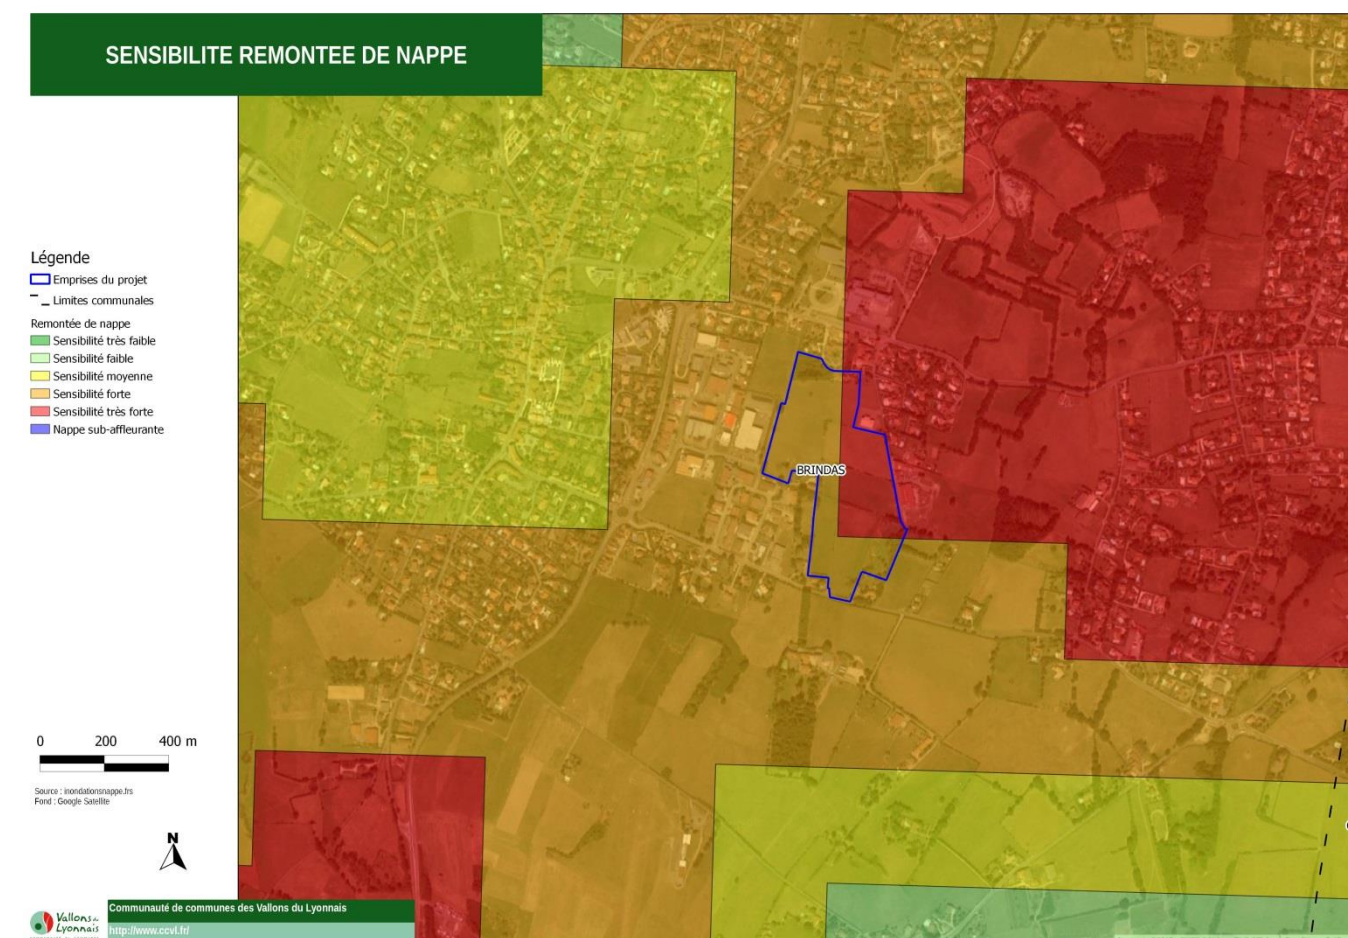 SENSIBILITE REMONTEE DE NAPPE
Légende
Emprises du projet
Limites communales
Remontée de nappe
Sensibilité très faible
Sensibilité faible
Sensibilité moyenne
Sensibilité forte
Sensibilité très forte
Nappe sub-affleurante
BRINDAS
0 200 400 m
Source : inondationsnappe.frs
Fond : Google Satellite
N
Vallons du
Lyonnais
Communauté de communes des Vallons du Lyonnais
http://www.ccvl.fr/